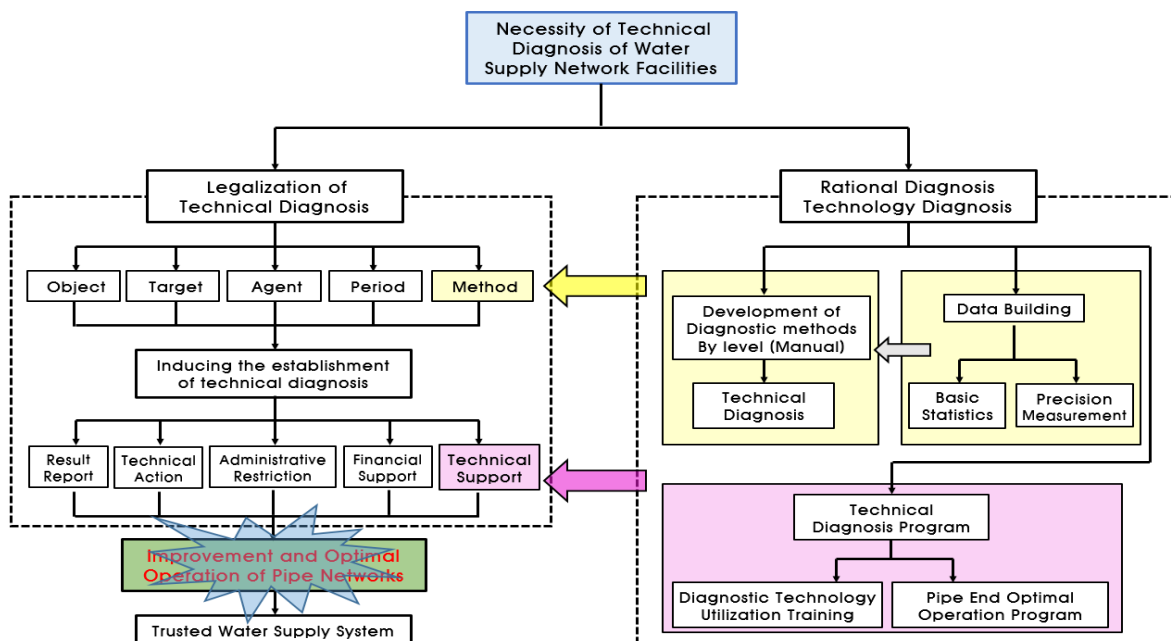 Necessity of Technical
Diagnosis of Water
Supply Network Facilities
Legalization of
Technical Diagnosis
Rational Diagnosis
Technology Diagnosis
Object
Target
Agent
Period
Method
Development of
Diagnostic methods
By level (Manual)
Data Building
Inducing the establishment
of technical diagnosis
Technical
Diagnosis
Basic
Statistics
Precision
Measurement
Result
Report
Technical
Action
Administrative
Restriction
Financial
Support
Technical
Support
Technical
Diagnosis Program
Improvement and Optimal
Operation of Pipe Networks
Diagnostic Technology
Utilization Training
Pipe End Optimal
Operation Program
Trusted Water Supply System